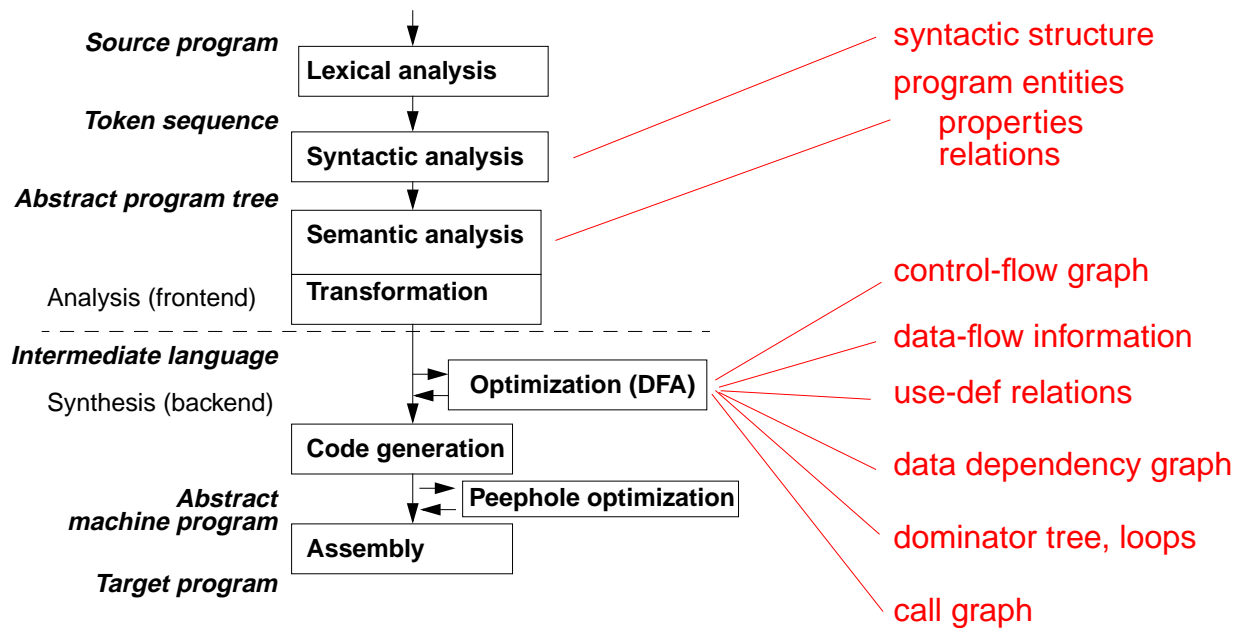 Source program
Lexical analysis
Token sequence
Syntactic analysis
Abstract program tree
Semantic analysis
Analysis (frontend)
Transformation
Intermediate language
Optimization (DFA)
Synthesis (backend)
Code generation
Abstract
machine program
Peephole optimization
Assembly
Target program
syntactic structure
program entities
properties
relations
control-flow graph
data-flow information
use-def relations
data dependency graph
dominator tree, loops
call graph